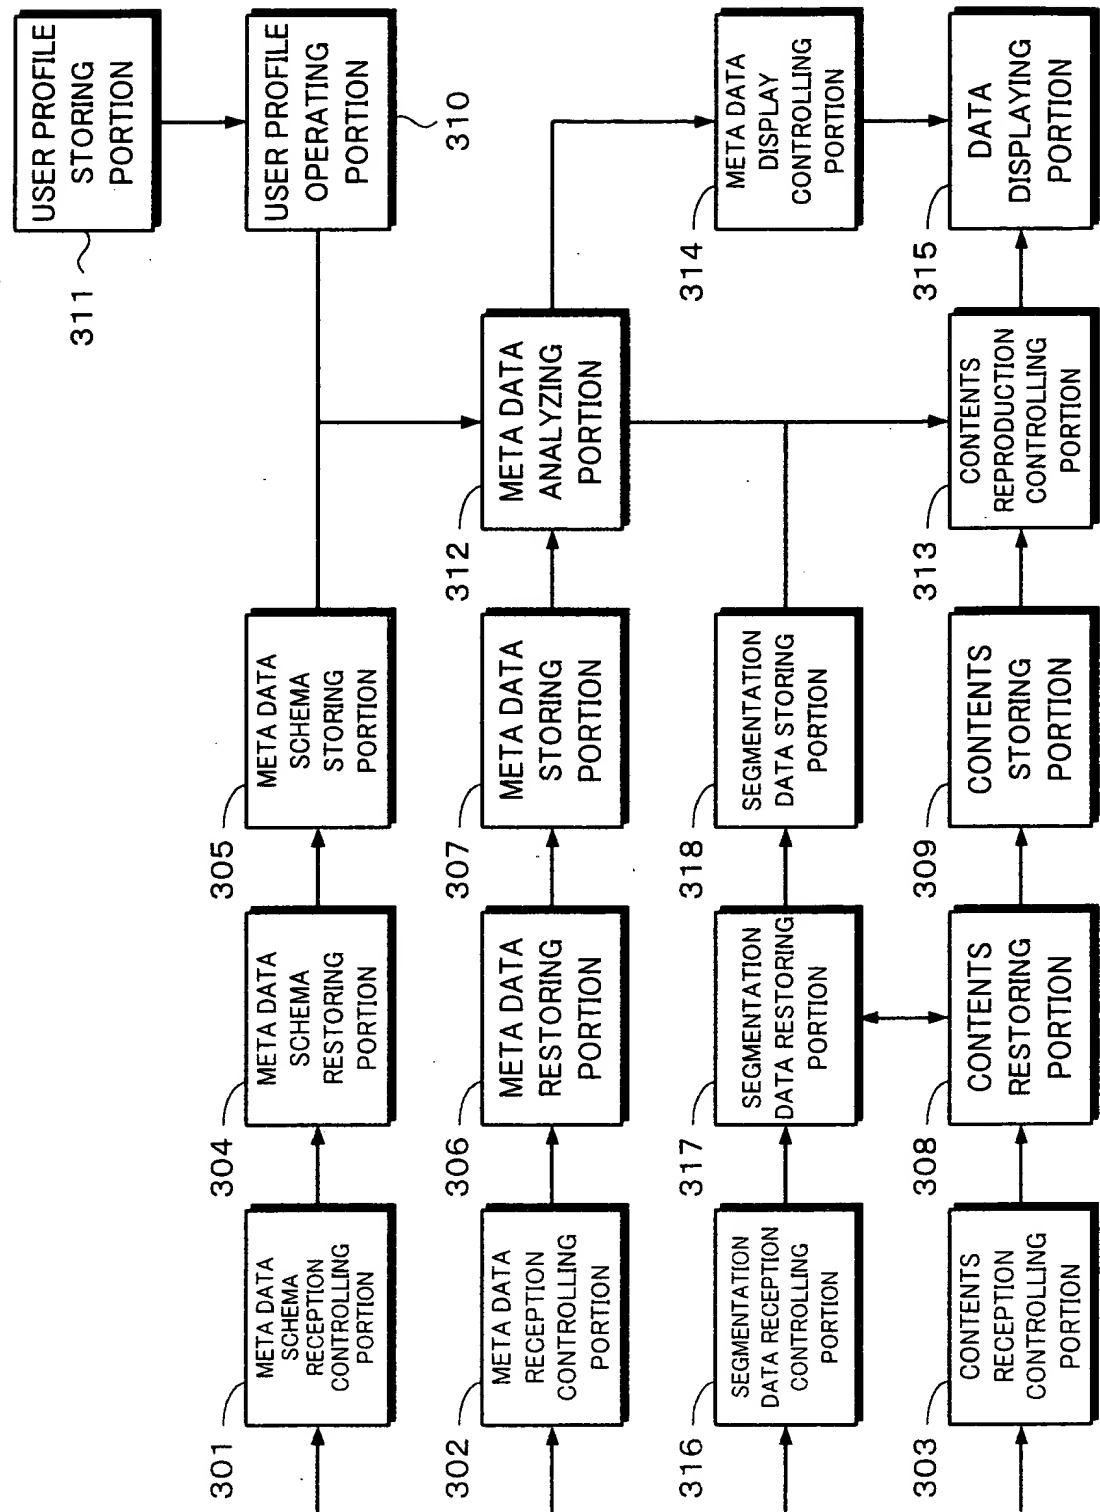 USER PROFILE
STORING
PORTION
311
USER PROFILE
OPERATING
PORTION
310
META DATA
SCHEMA
RECEPTION
CONTROLLING
PORTION
301
META DATA
SCHEMA
RESTORING
PORTION
304
META DATA
SCHEMA
STORING
PORTION
305
META DATA
RECEPTION
CONTROLLING
PORTION
302
META DATA
RESTORING
PORTION
306
META DATA
STORING
PORTION
307
META DATA
ANALYZING
PORTION
312
SEGMENTATION
DATA RECEPTION
CONTROLLING
PORTION
316
SEGMENTATION
DATA RESTORING
PORTION
317
SEGMENTATION
DATA STORING
PORTION
318
META DATA
DISPLAY
CONTROLLING
PORTION
314
CONTENTS
RECEPTION
CONTROLLING
PORTION
303
CONTENTS
RESTORING
PORTION
308
CONTENTS
STORING
PORTION
309
CONTENTS
REPRODUCTION
CONTROLLING
PORTION
313
DATA
DISPLAYING
PORTION
315